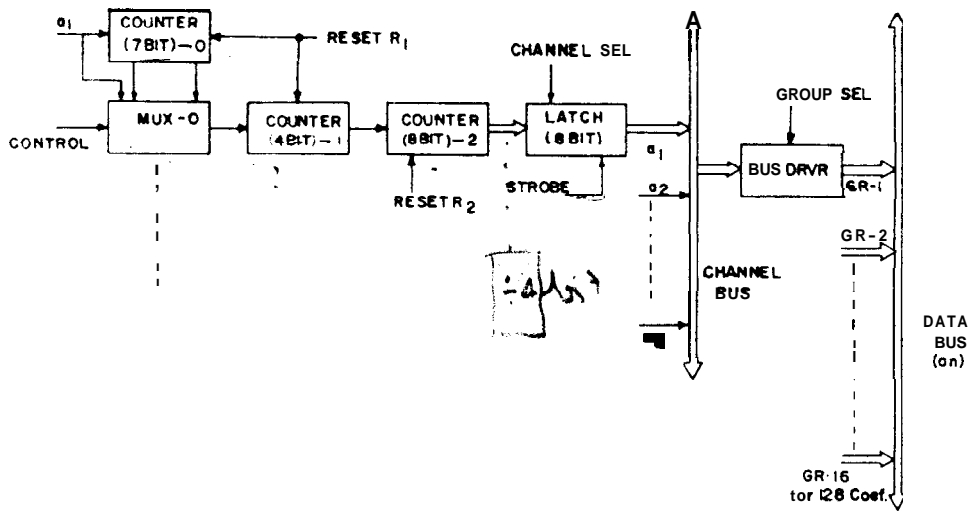 a1
COUNTER
(7BIT)-0
RESET R1
MUX-0
CONTROL
COUNTER
(4BIT)-1
COUNTER
(8BIT)-2
RESET R2
CHANNEL SEL
LATCH
(8BIT)
STROBE
a1
a2
A
CHANNEL
BUS
GROUP SEL
BUS DRVR
GR-1
GR-2
GR-16
tor 128 Coef.
DATA
BUS
(an)